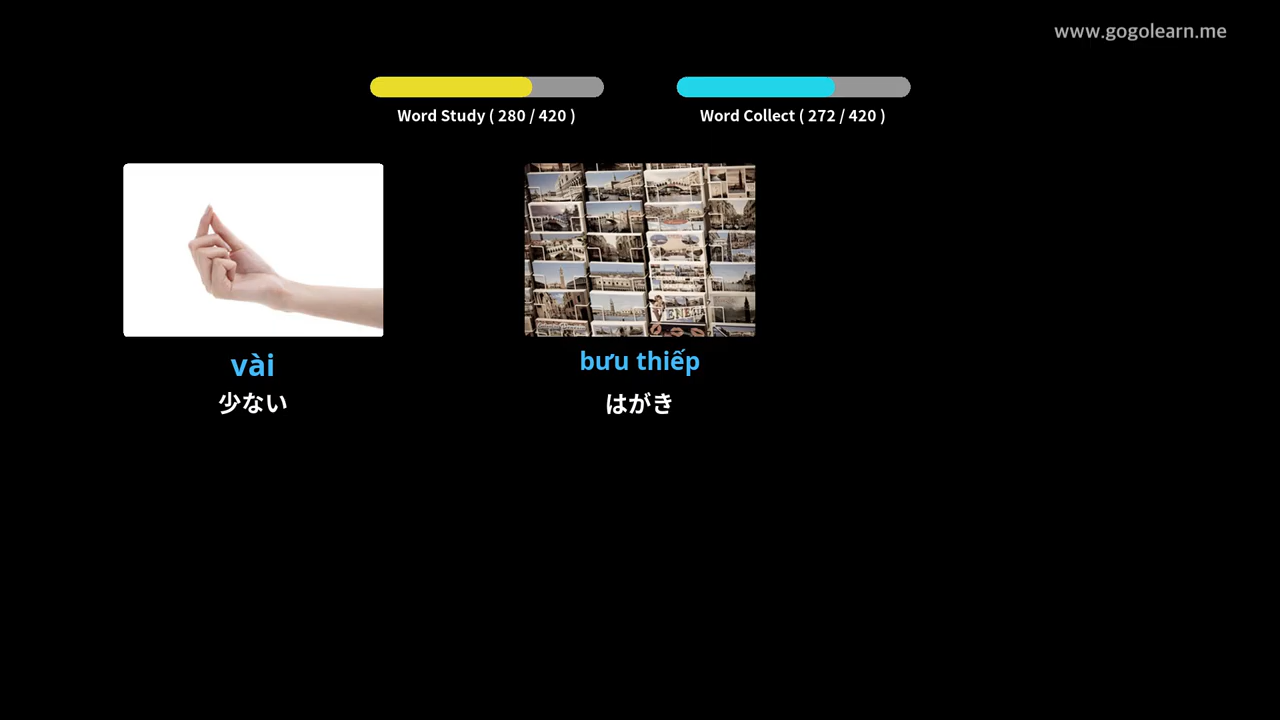 www.gogolearn.me
Word Study ( 280 / 420 )
Word Collect ( 272 / 420 )
vài
少ない
bưu thiếp
はがき